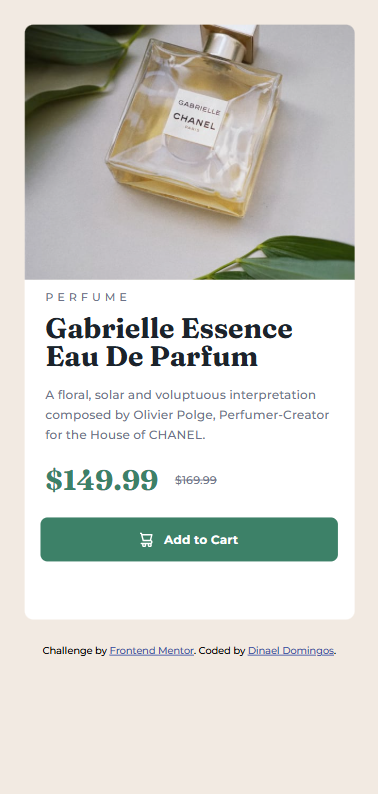 GABRIELLE
CHANEL
PARIS
PERFUME
Gabrielle Essence
Eau De Parfum
A floral, solar and voluptuous interpretation
composed by Olivier Polge, Perfumer-Creator
for the House of CHANEL.
$149.99 $169.99
Add to Cart
Challenge by Frontend Mentor. Coded by Dinael Domingos.